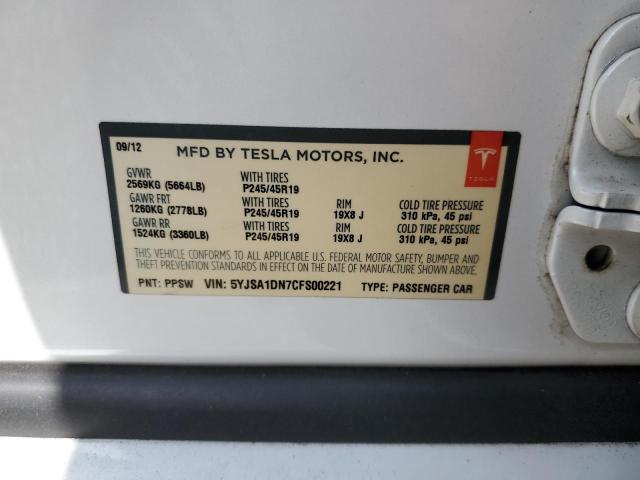 09/12 MFD BY TESLA MOTORS, INC.
GVWR WITH TIRES
2569KG (5664LB) P245/45R19
GAWR FRT WITH TIRES RIM COLD TIRE PRESSURE
1260KG (2778LB) P245/45R19 19X8 J 310 kPa, 45 psi
GAWR RR WITH TIRES RIM COLD TIRE PRESSURE
1524KG (3360LB) P245/45R19 19X8 J 310 kPa, 45 psi
THIS VEHICLE CONFORMS TO ALL APPLICABLE U.S. FEDERAL MOTOR SAFETY, BUMPER AND
THEFT PREVENTION STANDARDS IN EFFECT ON THE DATE OF MANUFACTURE SHOWN ABOVE.
PNT: PPSW VIN: 5YJSA1DN7CFS00221 TYPE: PASSENGER CAR
TESLA